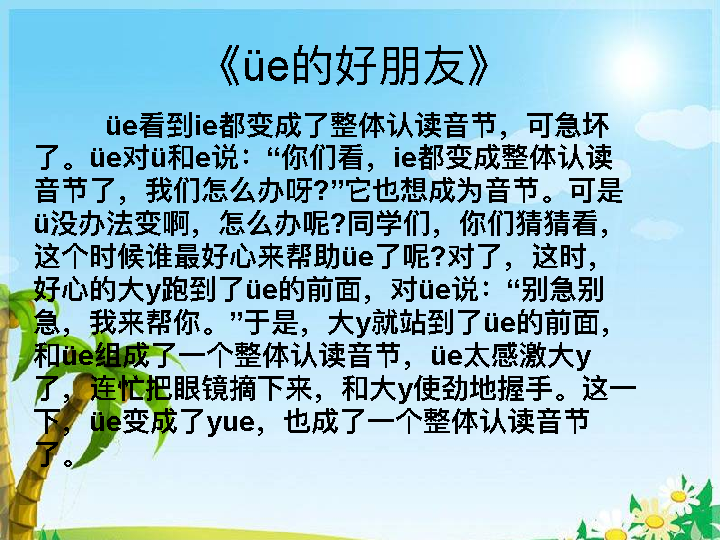 《üe的好朋友》
üe看到ie都变成了整体认读音节，可急坏
了。üe对ü和e说：“你们看，ie都变成整体认读
音节了，我们怎么办呀?”它也想成为音节。可是
ü没办法变啊，怎么办呢?同学们，你们猜猜看，
这个时候谁最好心来帮助üe了呢?对了，这时，
好心的大y跑到了üe的前面，对üe说：“别急别
急，我来帮你。”于是，大y就站到了üe的前面，
和üe组成了一个整体认读音节，üe太感激大y
了，连忙把眼镜摘下来，和大y使劲地握手。这一
下，üe变成了yue，也成了一个整体认读音节
了。